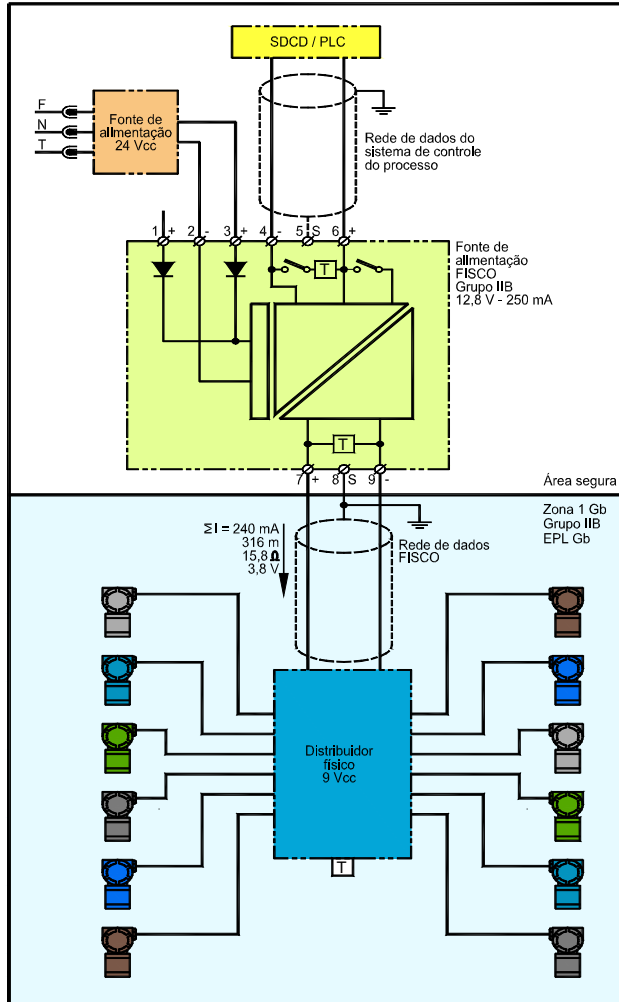 SDCD / PLC
F
N
T
Fonte de
allmentação
24 Vcc
Rede de dados do
sistema de controle
do processo
1 + 2 - 3 + 4 - 5 S 6 +
T
Fonte de
allmentação
FISCO
Grupo IIB
12,8 V - 250 mA
T
7 + 8 S 9 -
Área segura
Zona 1 Gb
Grupo IIB
EPL Gb
Σ I = 240 mA
316 m
15,8 Ω
3,8 V
Rede de dados
FISCO
Distribuidor
físico
9 Vcc
T